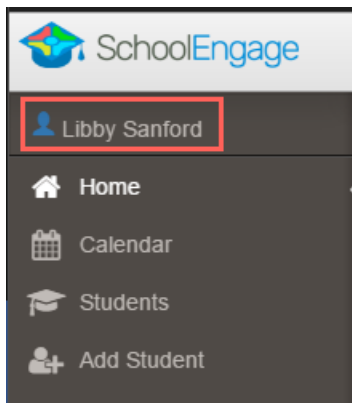 SchoolEngage
Libby Sanford
Home
Calendar
Students
Add Student